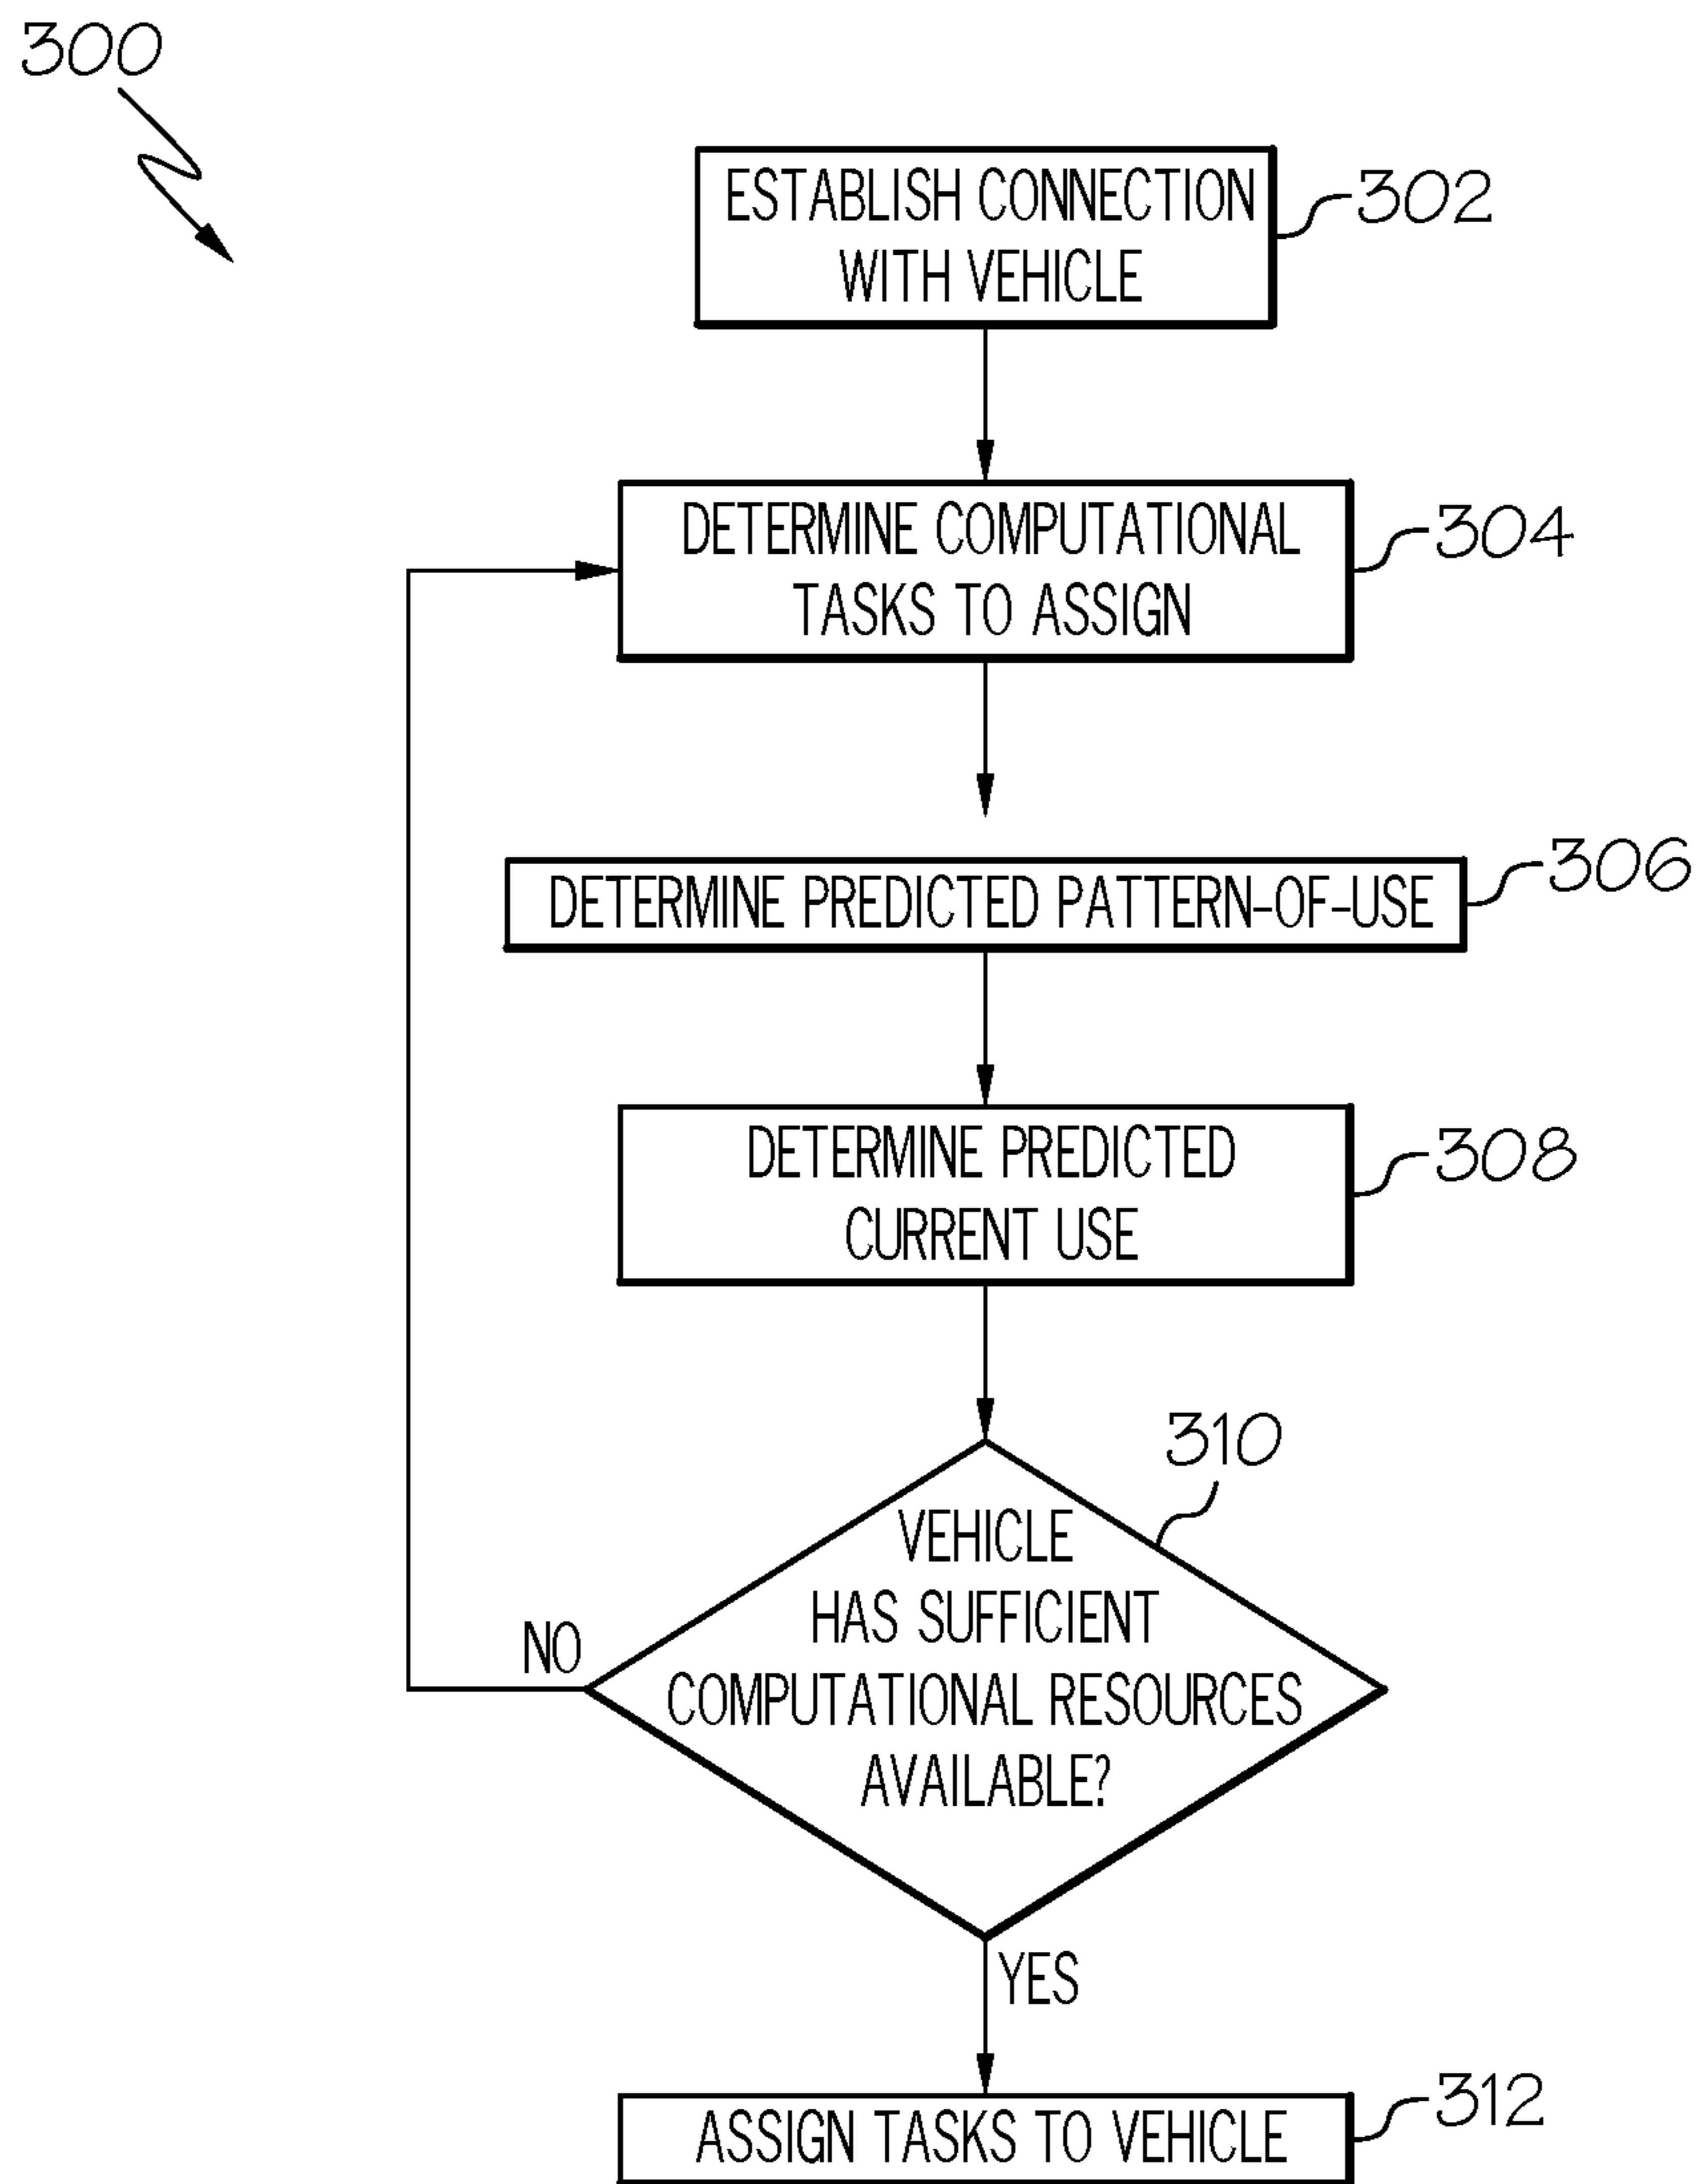 300
ESTABLISH CONNECTION
WITH VEHICLE
302
DETERMINE COMPUTATIONAL
TASKS TO ASSIGN
304
DETERMINE PREDICTED PATTERN-OF-USE
306
DETERMINE PREDICTED
CURRENT USE
308
310
VEHICLE
HAS SUFFICIENT
COMPUTATIONAL RESOURCES
AVAILABLE?
NO
YES
ASSIGN TASKS TO VEHICLE
312